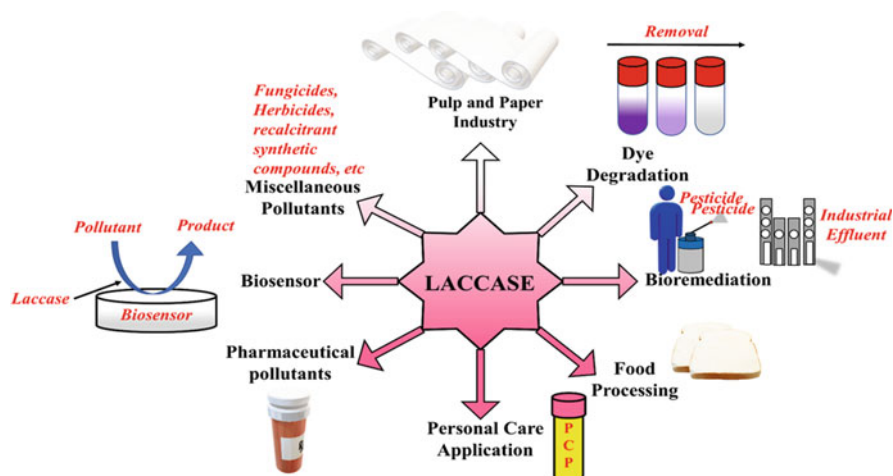 Removal
Fungicides,
Herbicides,
recalcitrant
synthetic
compounds, etc
Miscellaneous
Pollutants
Pulp and Paper
Industry
Dye
Degradation
Pesticide
Pesticide
Industrial
Effluent
Bioremediation
Pollutant
Product
Laccase
Biosensor
Biosensor
LACCASE
Pharmaceutical
pollutants
Food
Processing
Personal Care
Application
P
C
P